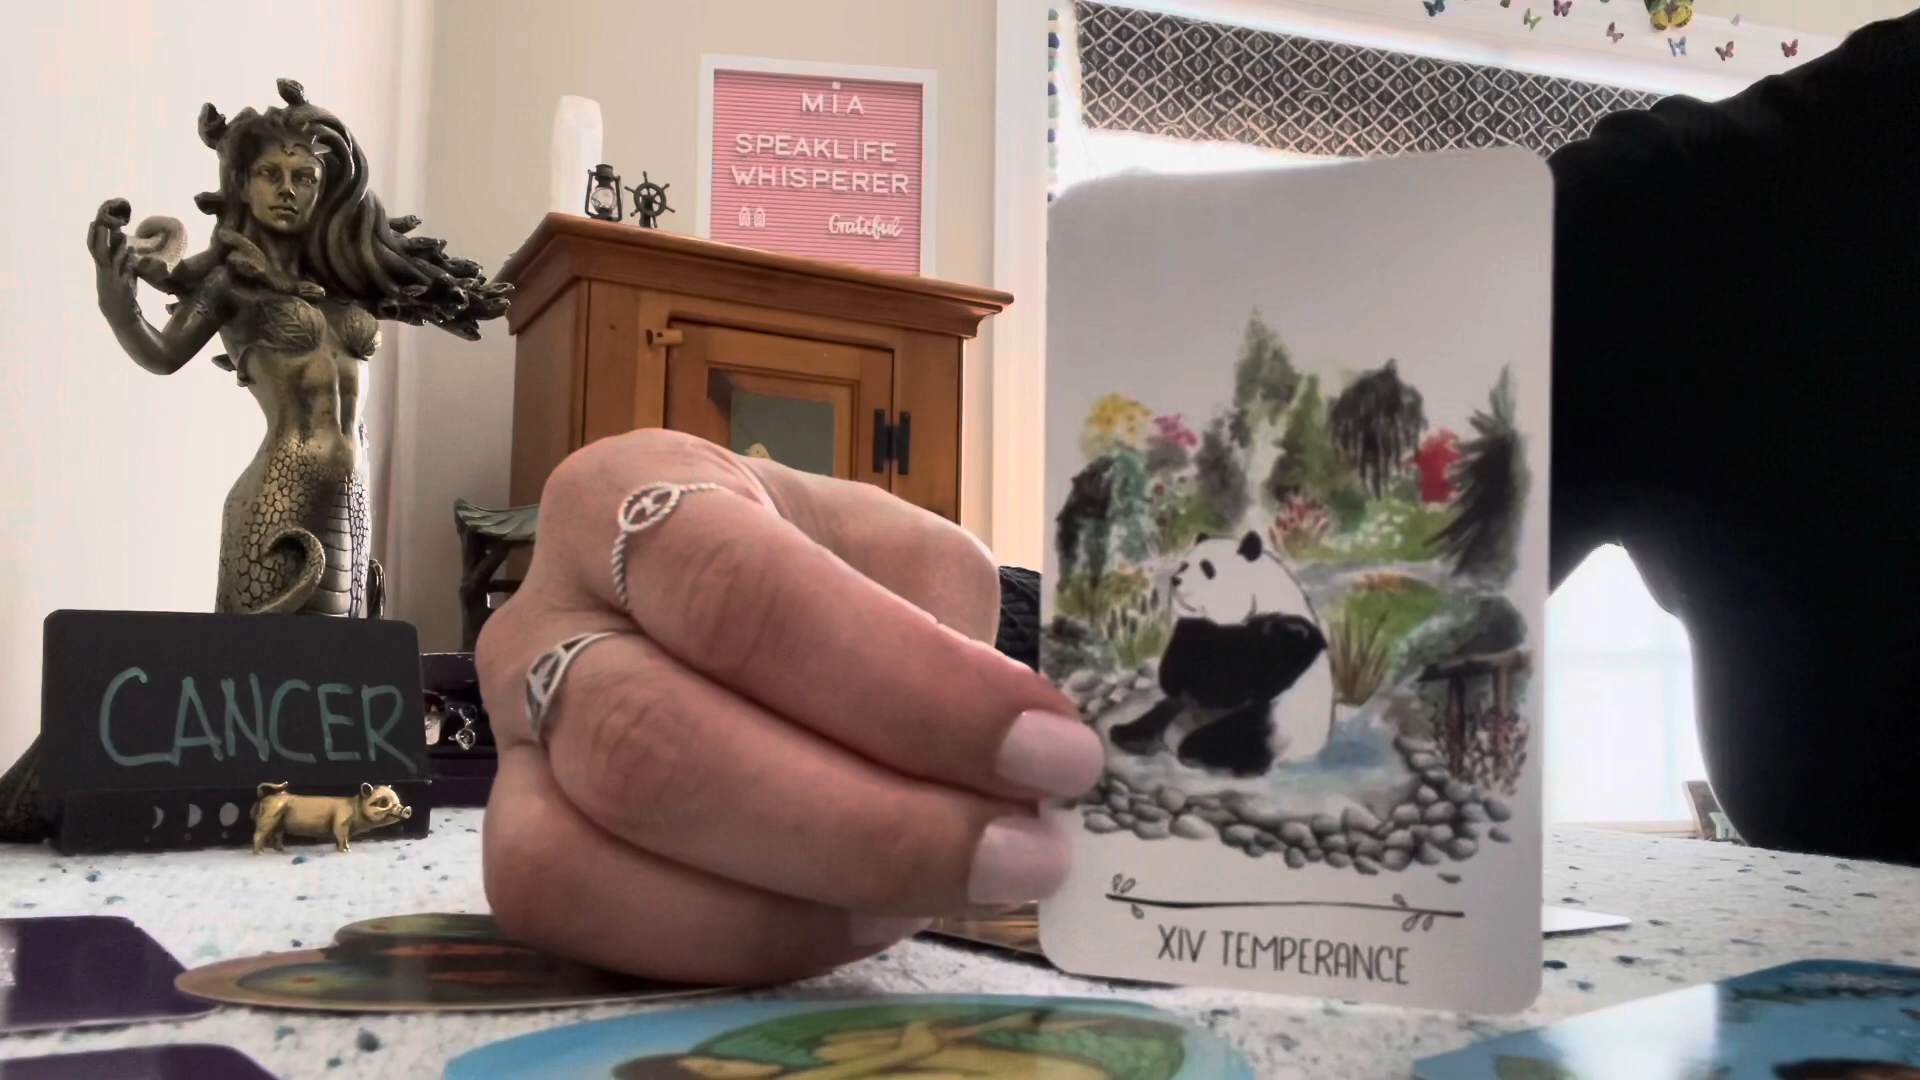 MIA
SPEAKLIFE
WHISPERER
Grateful
CANCER
XIV TEMPERANCE